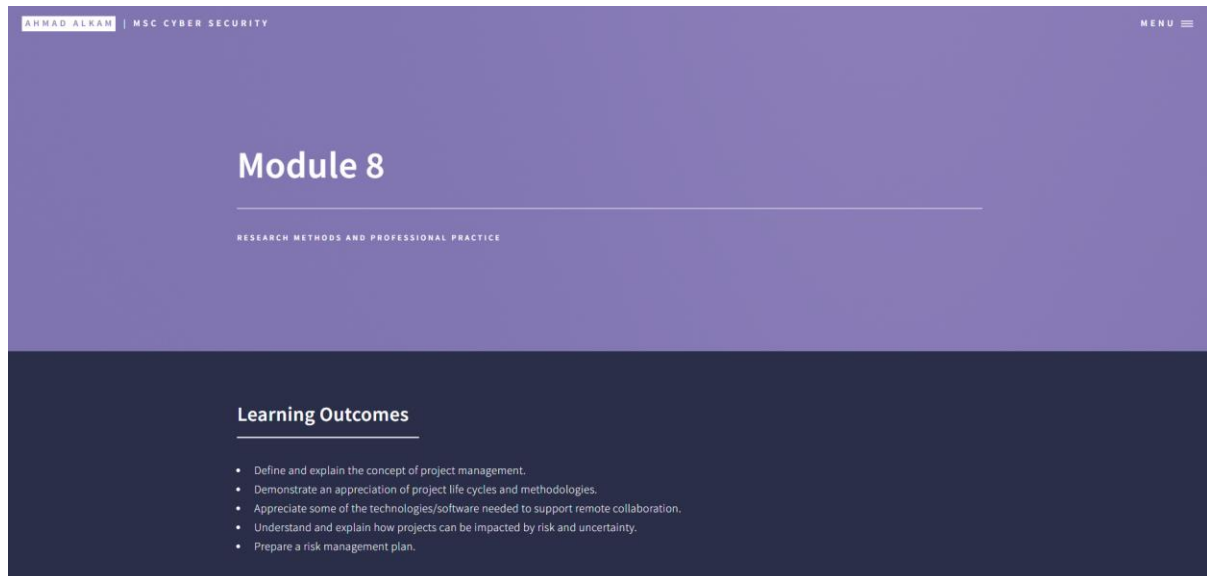 AHMAD ALKAM | MSC CYBER SECURITY
MENU
Module 8
RESEARCH METHODS AND PROFESSIONAL PRACTICE
Learning Outcomes
• Define and explain the concept of project management.
• Demonstrate an appreciation of project life cycles and methodologies.
• Appreciate some of the technologies/software needed to support remote collaboration.
• Understand and explain how projects can be impacted by risk and uncertainty.
• Prepare a risk management plan.